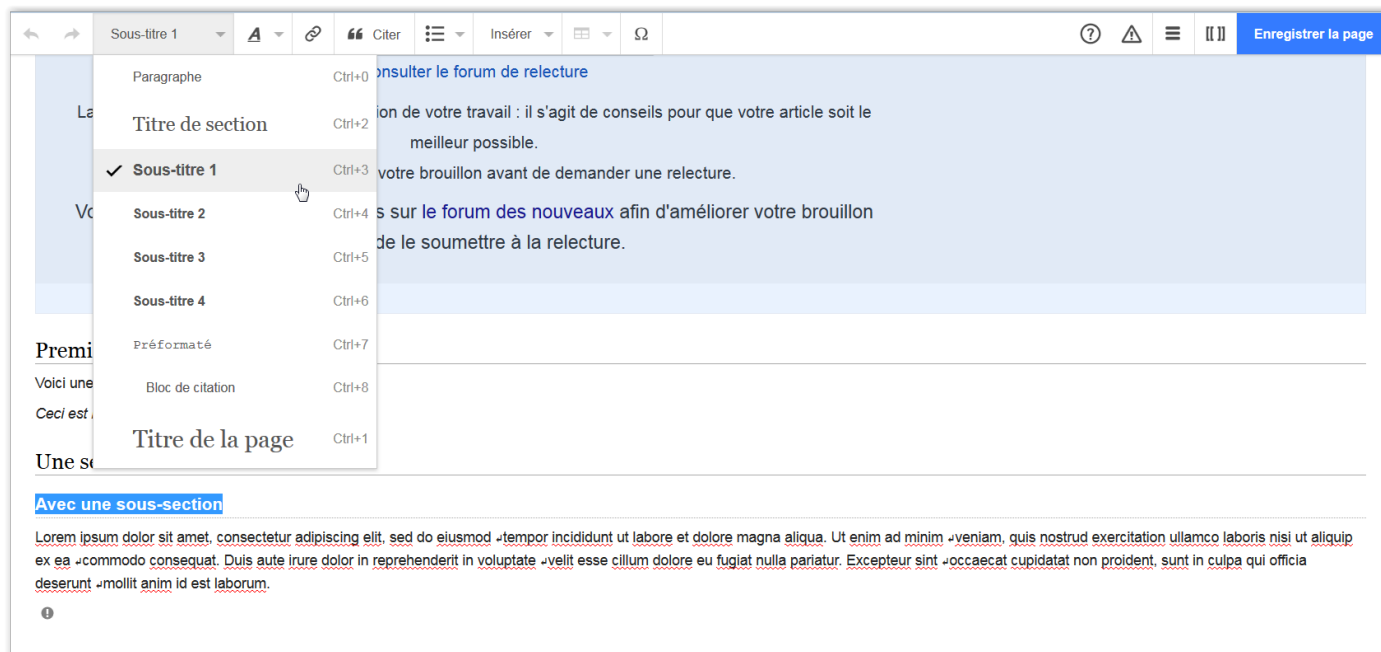 Sous-titre 1 A Citer Insérer Ω ? [[ ]] Enregistrer la page
Paragraphe Ctrl+0
Titre de section Ctrl+2
Sous-titre 1 Ctrl+3
Sous-titre 2 Ctrl+4
Sous-titre 3 Ctrl+5
Sous-titre 4 Ctrl+6
Préformaté Ctrl+7
Bloc de citation Ctrl+8
Titre de la page Ctrl+1
onsulter le forum de relecture
La ion de votre travail : il s'agit de conseils pour que votre article soit le
meilleur possible.
votre brouillon avant de demander une relecture.
Vo s sur le forum des nouveaux afin d'améliorer votre brouillon
de le soumettre à la relecture.
Premi
Voici une
Ceci est
Une se
Avec une sous-section
Lorem ipsum dolor sit amet, consectetur adipiscing elit, sed do eiusmod ↵tempor incididunt ut labore et dolore magna aliqua. Ut enim ad minim ↵veniam, quis nostrud exercitation ullamco laboris nisi ut aliquip
ex ea ↵commodo consequat. Duis aute irure dolor in reprehenderit in voluptate ↵velit esse cillum dolore eu fugiat nulla pariatur. Excepteur sint ↵occaecat cupidatat non proident, sunt in culpa qui officia
deserunt ↵mollit anim id est laborum.